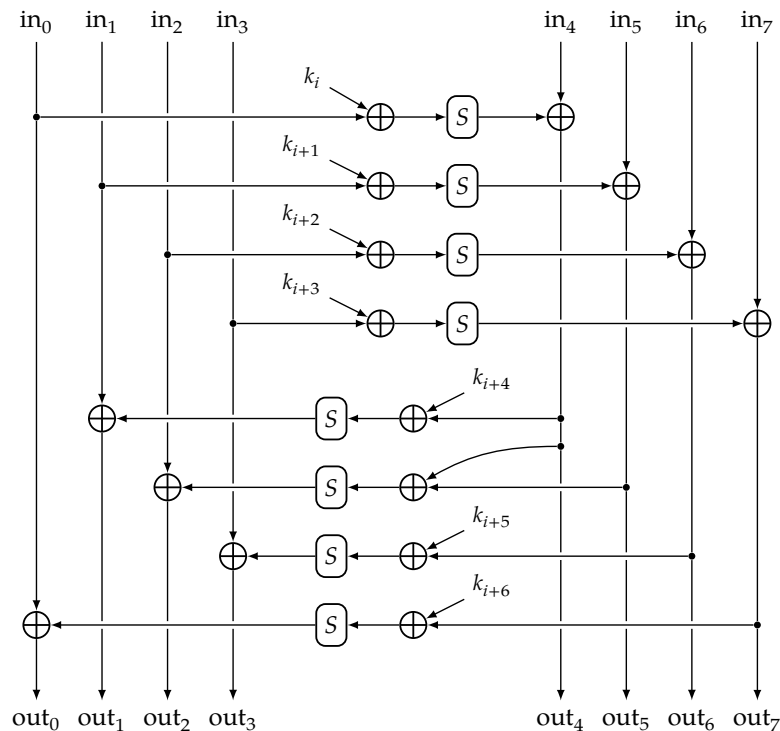 in₀ in₁ in₂ in₃ in₄ in₅ in₆ in₇
kᵢ
S
kᵢ₊₁
S
kᵢ₊₂
S
kᵢ₊₃
S
kᵢ₊₄
S
S
kᵢ₊₅
S
kᵢ₊₆
S
out₀ out₁ out₂ out₃ out₄ out₅ out₆ out₇